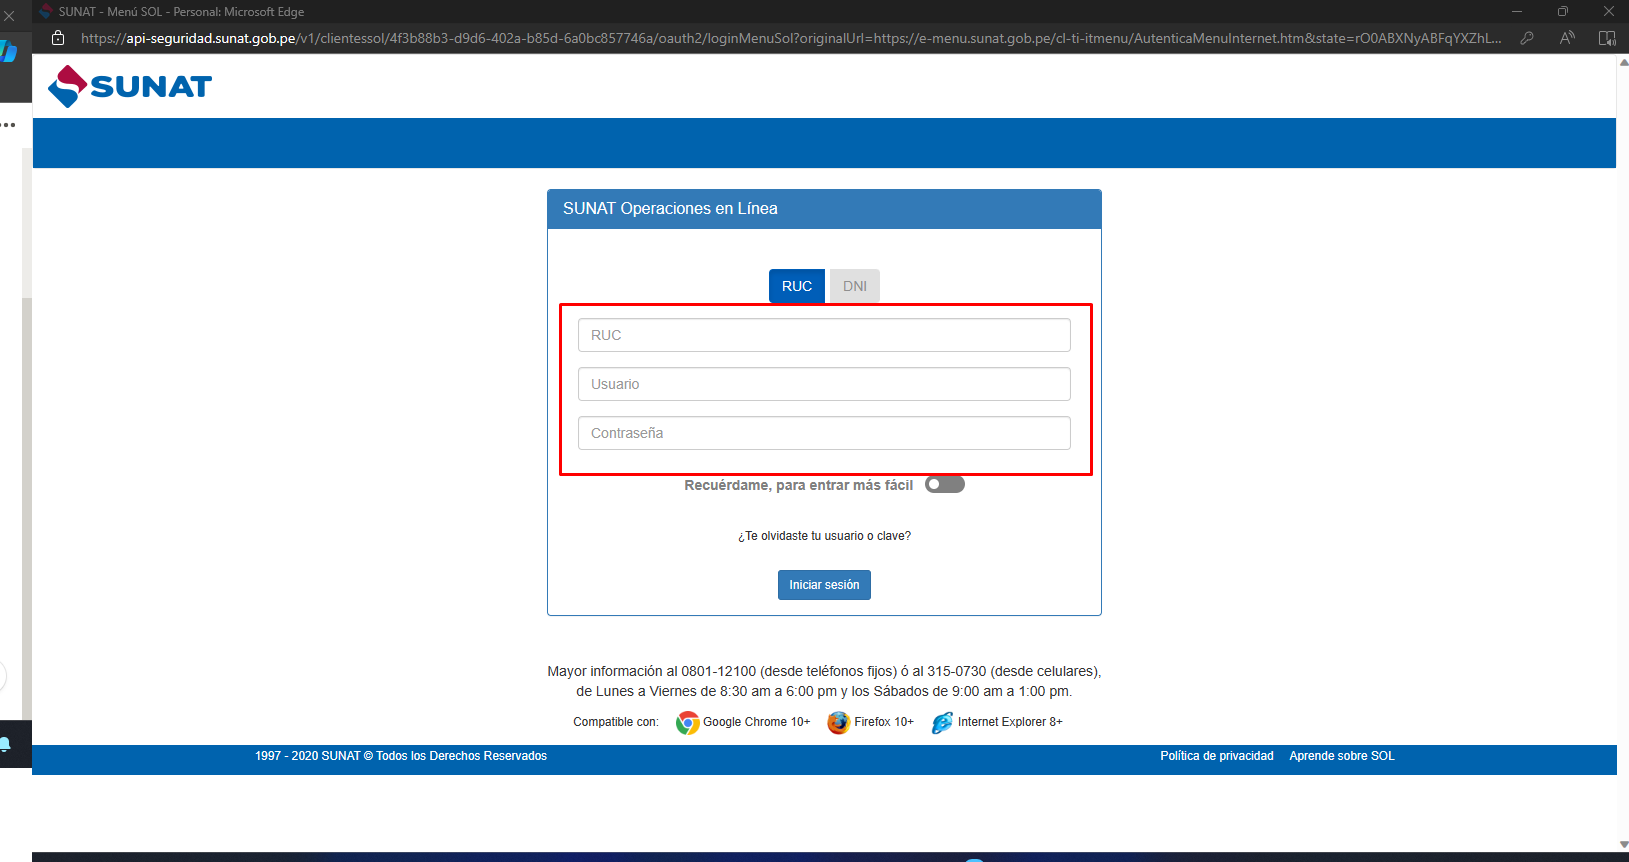 SUNAT - Menú SOL - Personal: Microsoft Edge
https://api-seguridad.sunat.gob.pe/v1/clientessol/4f3b88b3-d9d6-402a-b85d-6a0bc857746a/oauth2/loginMenuSol?originalUrl=https://e-menu.sunat.gob.pe/cl-ti-itmenu/AutenticaMenuInternet.htm&state=rO0ABXNyABFqYXZhL...
SUNAT
SUNAT Operaciones en Línea
RUC DNI
RUC
Usuario
Contraseña
Recuérdame, para entrar más fácil
¿Te olvidaste tu usuario o clave?
Iniciar sesión
Mayor información al 0801-12100 (desde teléfonos fijos) ó al 315-0730 (desde celulares),
de Lunes a Viernes de 8:30 am a 6:00 pm y los Sábados de 9:00 am a 1:00 pm.
Compatible con: Google Chrome 10+ Firefox 10+ Internet Explorer 8+
1997 - 2020 SUNAT © Todos los Derechos Reservados Política de privacidad Aprende sobre SOL